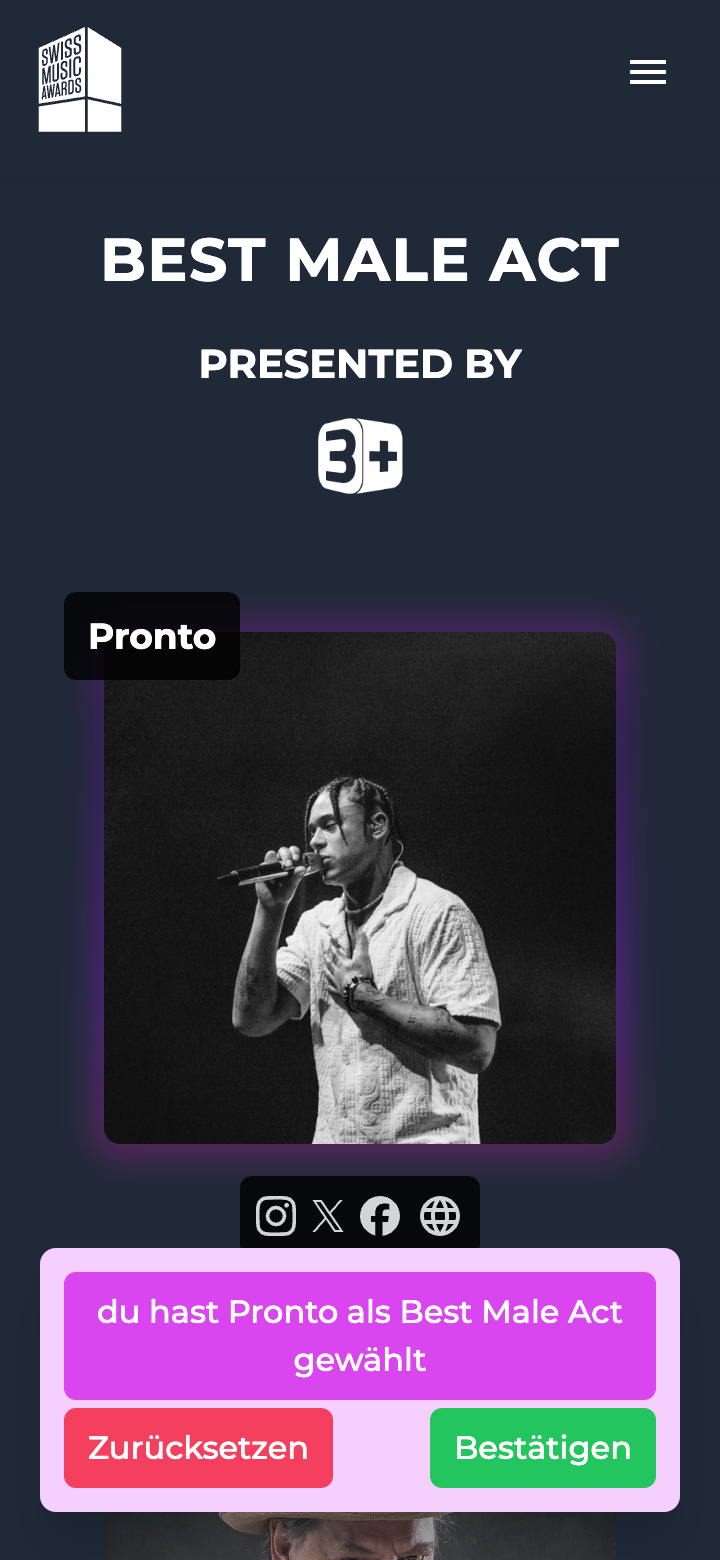 SWISS
MUSIC
AWARDS
BEST MALE ACT
PRESENTED BY
3+
Pronto
du hast Pronto als Best Male Act
gewählt
Zurücksetzen
Bestätigen